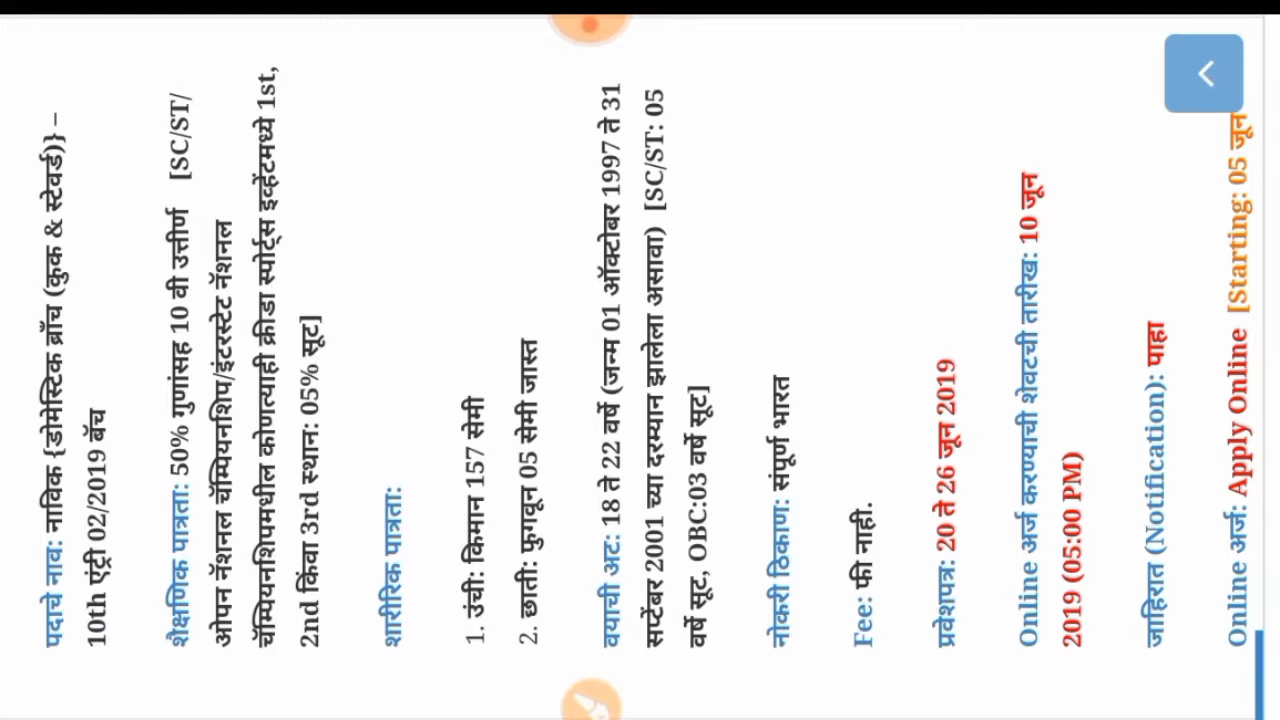 पदाचे नाव: नाविक {डोमेस्टिक ब्रॉंच (कुक & स्टेवर्ड)} –
10th एंट्री 02/2019 बॅच
शैक्षणिक पात्रता: 50% गुणांसह 10 वी उत्तीर्ण [SC/ST/
ओपन नॅशनल चॅम्पियनशिप/इंटरस्टेट नॅशनल
चॅम्पियनशिपमधील कोणत्याही क्रीडा स्पोर्ट्स इव्हेंटमध्ये 1st,
2nd किंवा 3rd स्थान: 05% सूट]
शारीरिक पात्रता:
1. उंची: किमान 157 सेमी
2. छाती: फुगवून 05 सेमी जास्त
वयाची अट: 18 ते 22 वर्षे (जन्म 01 ऑक्टोबर 1997 ते 31
सप्टेंबर 2001 च्या दरम्यान झालेला असावा) [SC/ST: 05
वर्षे सूट, OBC:03 वर्षे सूट]
नोकरी ठिकाण: संपूर्ण भारत
Fee: फी नाही.
प्रवेशपत्र: 20 ते 26 जून 2019
Online अर्ज करण्याची शेवटची तारीख: 10 जून
2019 (05:00 PM)
जाहिरात (Notification): पाहा
Online अर्ज: Apply Online [Starting: 05 जून